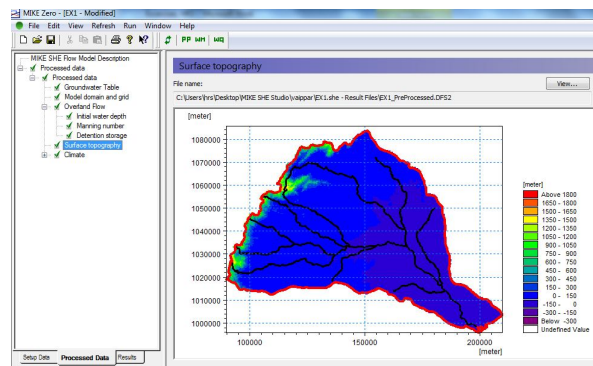 MIKE Zero - [EX1 - Modified]
File Edit View Refresh Run Window Help
PP WM WQ
MIKE SHE Flow Model Description
Processed data
Processed data
Groundwater Table
Model domain and grid
Overland Flow
Initial water depth
Manning number
Detention storage
Surface topography
Climate
Setup Data Processed Data Results
Surface topography
File name:
View...
C:\Users\hrs\Desktop\MIKE SHE Studio\vaippar\EX1.she - Result Files\EX1_PreProcessed.DFS2
[meter]
1080000
1070000
1060000
1050000
1040000
1030000
1020000
1010000
1000000
100000 150000 200000
[meter]
[meter]
Above 1800
1650 - 1800
1500 - 1650
1350 - 1500
1200 - 1350
1050 - 1200
900 - 1050
750 - 900
600 - 750
450 - 600
300 - 450
150 - 300
0 - 150
-150 - 0
-300 - -150
Below -300
Undefined Value